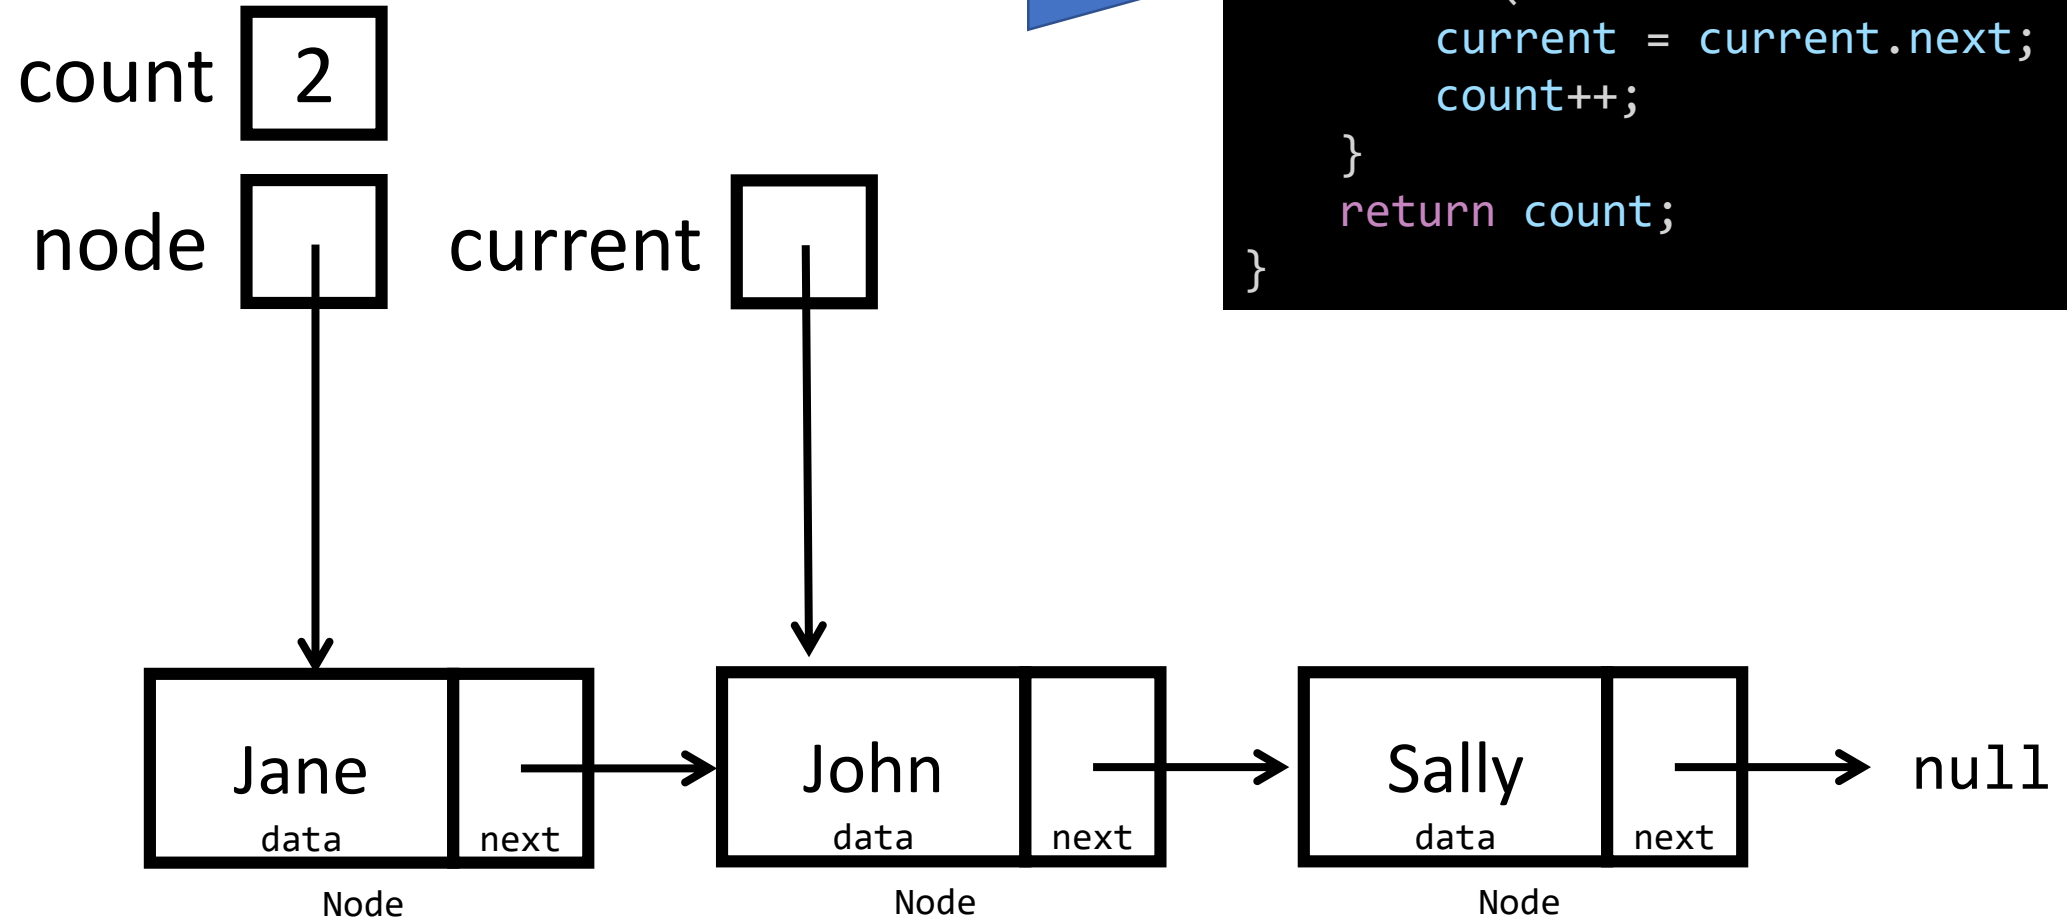 count 2
node
current
current = current.next;
count++;
}
return count;
}
Jane
data
next
Node
John
data
next
Node
Sally
data
next
Node
null